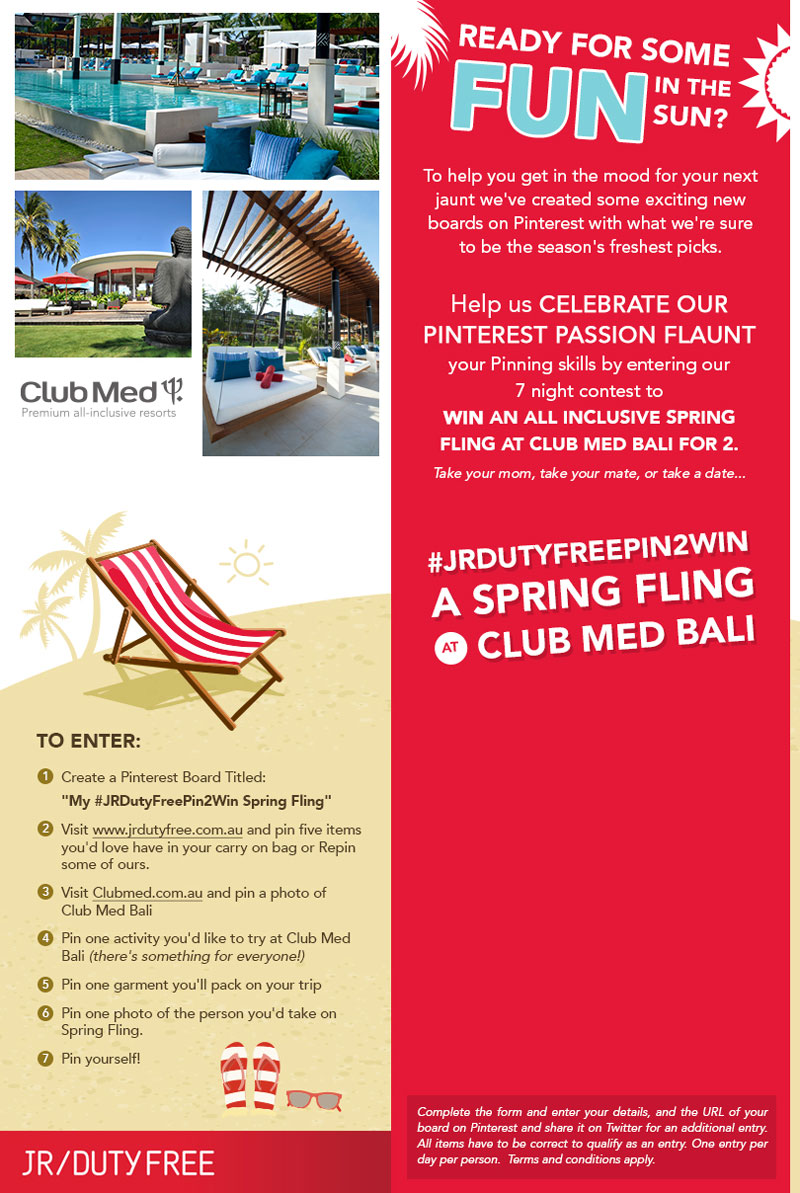 Club Med
Premium all-inclusive resorts
READY FOR SOME
FUN
IN THE
SUN?
To help you get in the mood for your next
jaunt we've created some exciting new
boards on Pinterest with what we're sure
to be the season's freshest picks.
Help us CELEBRATE OUR
PINTEREST PASSION FLAUNT
your Pinning skills by entering our
7 night contest to
WIN AN ALL INCLUSIVE SPRING
FLING AT CLUB MED BALI FOR 2.
Take your mom, take your mate, or take a date...
#JRDUTYFREEPIN2WIN
A SPRING FLING
AT CLUB MED BALI
TO ENTER:
1 Create a Pinterest Board Titled:
"My #JRDutyFreePin2Win Spring Fling"
2 Visit www.jrdutyfree.com.au and pin five items
you'd love have in your carry on bag or Repin
some of ours.
3 Visit Clubmed.com.au and pin a photo of
Club Med Bali
4 Pin one activity you'd like to try at Club Med
Bali (there's something for everyone!)
5 Pin one garment you'll pack on your trip
6 Pin one photo of the person you'd take on
Spring Fling.
7 Pin yourself!
JR/DUTY FREE
Complete the form and enter your details, and the URL of your
board on Pinterest and share it on Twitter for an additional entry.
All items have to be correct to qualify as an entry. One entry per
day per person. Terms and conditions apply.